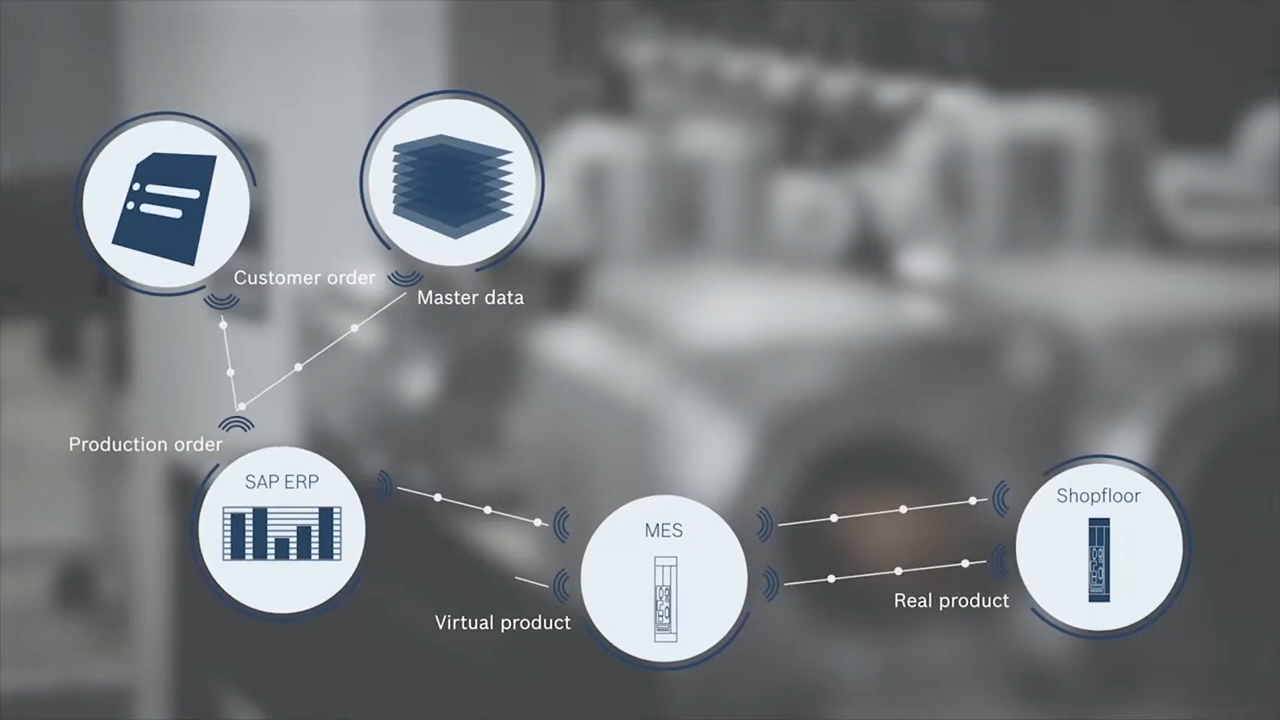 Customer order
Master data
Production order
SAP ERP
MES
Shopfloor
Virtual product
Real product